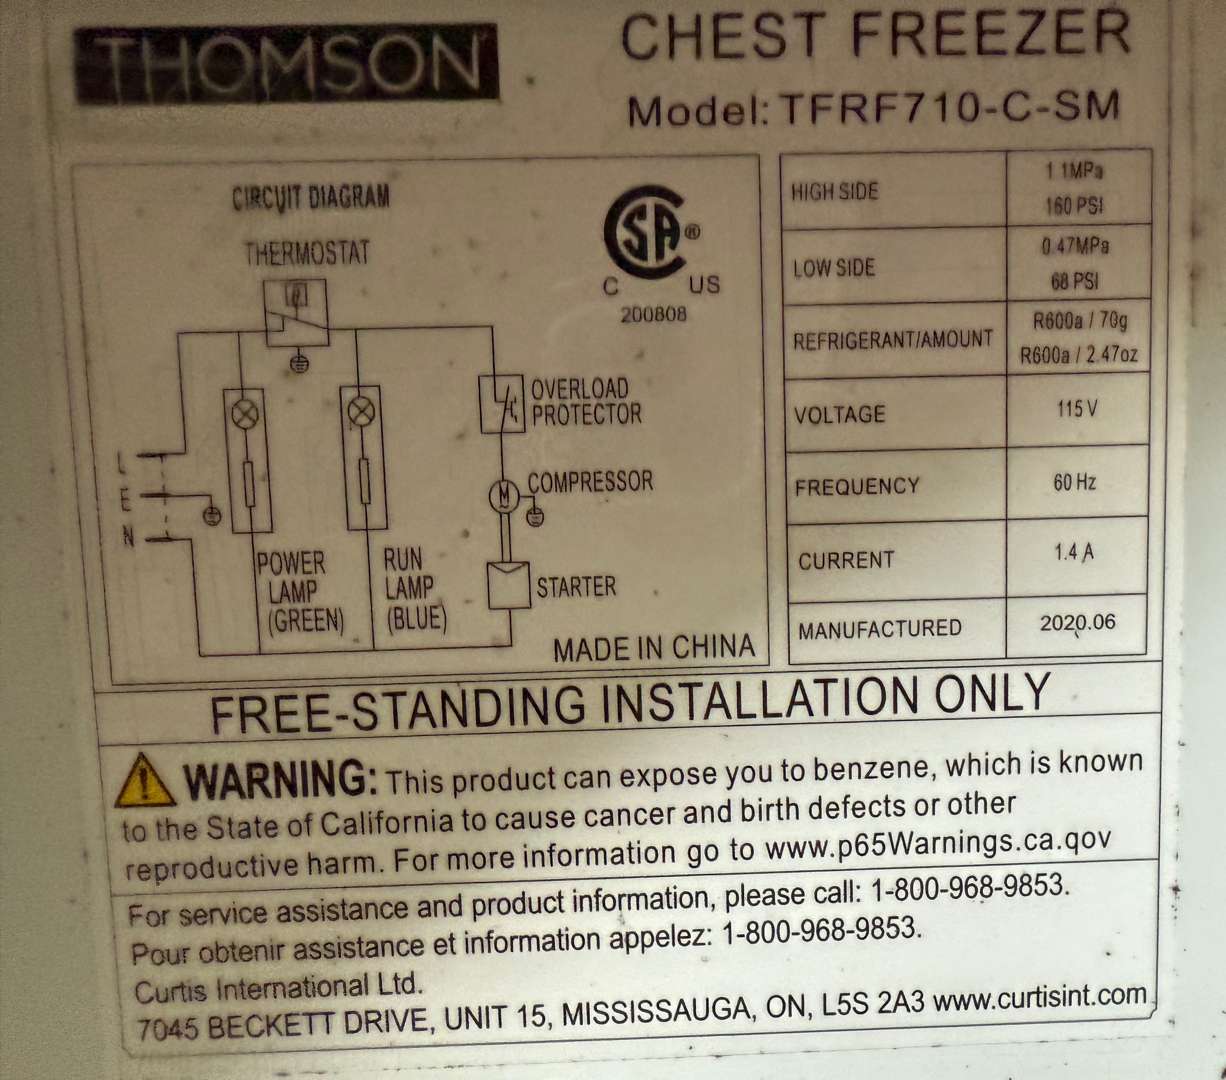 THOMSON
CHEST FREEZER
Model: TFRF710-C-SM
CIRCUIT DIAGRAM
THERMOSTAT
CSA ®
C US
200808
OVERLOAD
PROTECTOR
L
E
N
M
COMPRESSOR
POWER
LAMP
(GREEN)
RUN
LAMP
(BLUE)
STARTER
MADE IN CHINA
HIGH SIDE 1.1MPa
160 PSI
LOW SIDE 0.47MPa
68 PSI
REFRIGERANT/AMOUNT R600a / 70g
R600a / 2.47oz
VOLTAGE 115 V
FREQUENCY 60 Hz
CURRENT 1.4 A
MANUFACTURED 2020.06
FREE-STANDING INSTALLATION ONLY
WARNING: This product can expose you to benzene, which is known
to the State of California to cause cancer and birth defects or other
reproductive harm. For more information go to www.p65Warnings.ca.qov
For service assistance and product information, please call: 1-800-968-9853.
Pour obtenir assistance et information appelez: 1-800-968-9853.
Curtis International Ltd.
7045 BECKETT DRIVE, UNIT 15, MISSISSAUGA, ON, L5S 2A3 www.curtisint.com